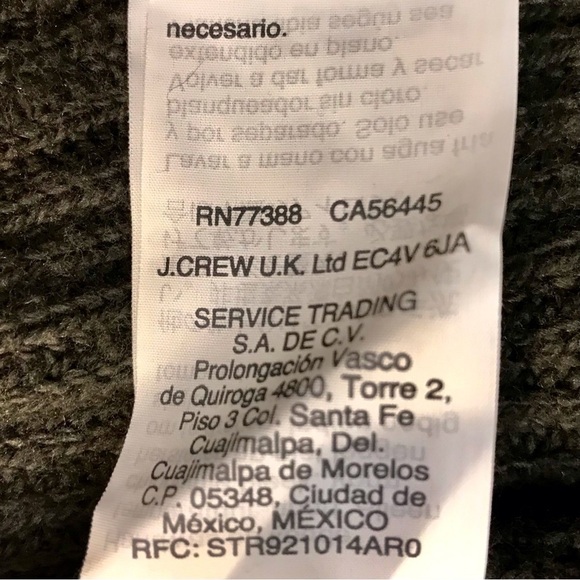 necesario.
RN77388 CA56445
J.CREW U.K. Ltd EC4V 6JA
SERVICE TRADING
S.A. DE C.V.
Prolongación Vasco
de Quiroga 4800, Torre 2,
Piso 3 Col. Santa Fe
Cuajimalpa, Del.
Cuajimalpa de Morelos
C.P. 05348, Ciudad de
México, MÉXICO
RFC: STR921014AR0